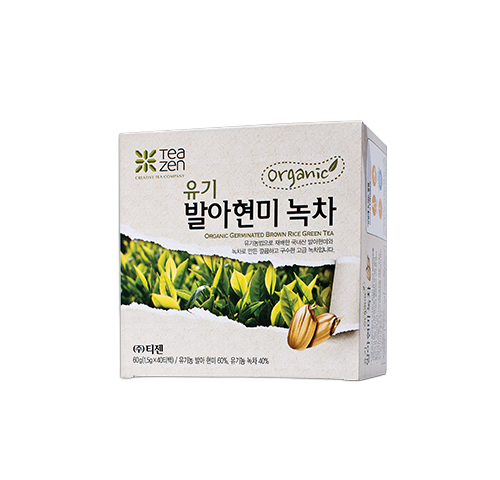 TEA
ZEN
CREATIVE TEA COMPANY
organic
유기
발아현미 녹차
ORGANIC GERMINATED BROWN RICE GREEN TEA
유기농법으로 재배한 국내산 발아현미와
녹차로 만든 깔끔하고 구수한 고급 녹차입니다.
㈜티젠
60g(1.5g×40티백) / 유기농 발아 현미 60%, 유기농 녹차 40%